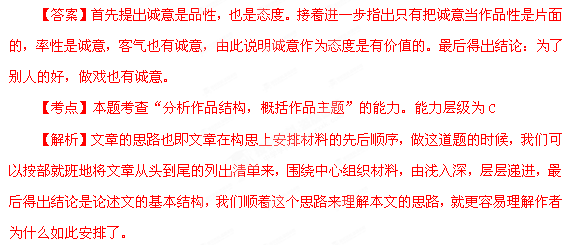 【答案】首先提出诚意是品性，也是态度。接着进一步指出只有把诚意当作品性是片面
的，率性是诚意，客气也有诚意，由此说明诚意作为态度是有价值的。最后得出结论：为了
别人的好，做戏也有诚意。
【考点】本题考查“分析作品结构，概括作品主题”的能力。能力层级为 C
【解析】文章的思路也即文章在构思上安排材料的先后顺序，做这道题的时候，我们可
以按部就班地将文章从头到尾的列出清单来，围绕中心组织材料，由浅入深，层层递进，最
后得出结论是论述文的基本结构，我们顺着这个思路来理解本文的思路，就更容易理解作者
为什么如此安排了。